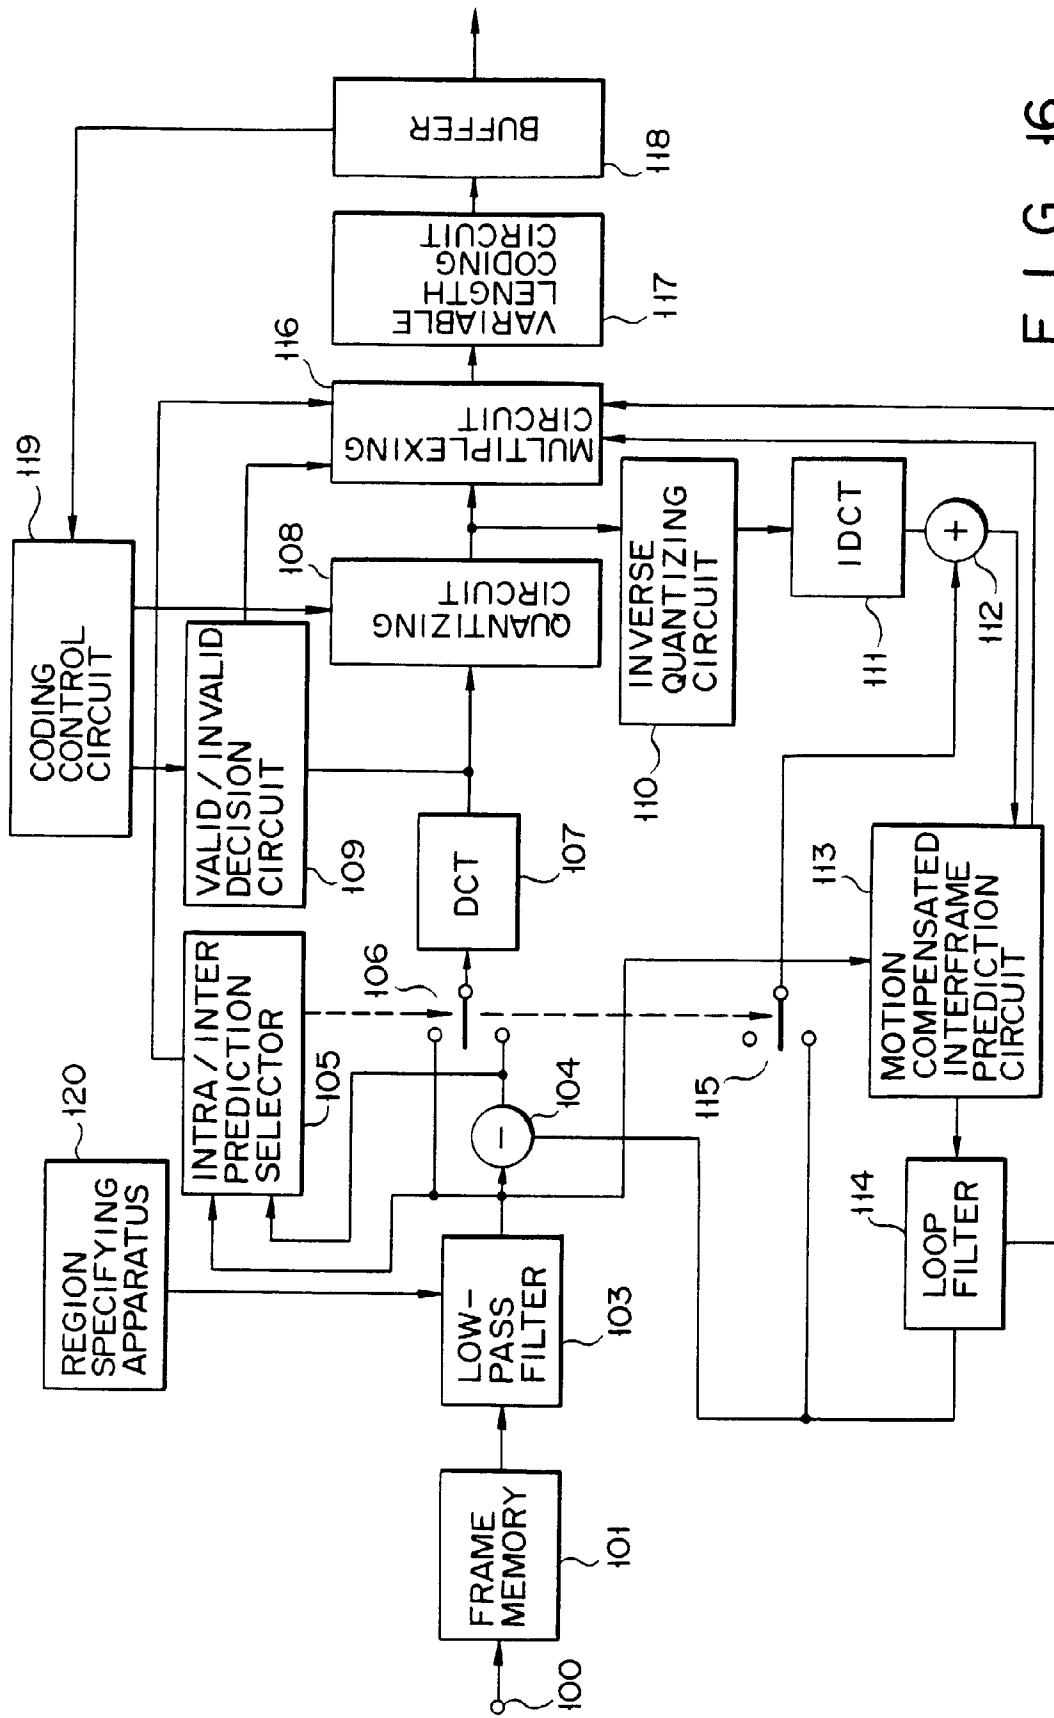 CODING
CONTROL
CIRCUIT
119
REGION
SPECIFYING
APPARATUS
120
INTRA / INTER
PREDICTION
SELECTOR
105
VALID / INVALID
DECISION
CIRCUIT
109
100
FRAME
MEMORY
101
LOW-
PASS
FILTER
103
-
104
106
DCT
107
QUANTIZING
CIRCUIT
108
MULTIPLEXING
CIRCUIT
116
VARIABLE
LENGTH
CODING
CIRCUIT
117
BUFFER
118
INVERSE
QUANTIZING
CIRCUIT
110
IDCT
111
+
112
115
MOTION
COMPENSATED
INTERFRAME
PREDICTION
CIRCUIT
113
LOOP
FILTER
114
FIG 16